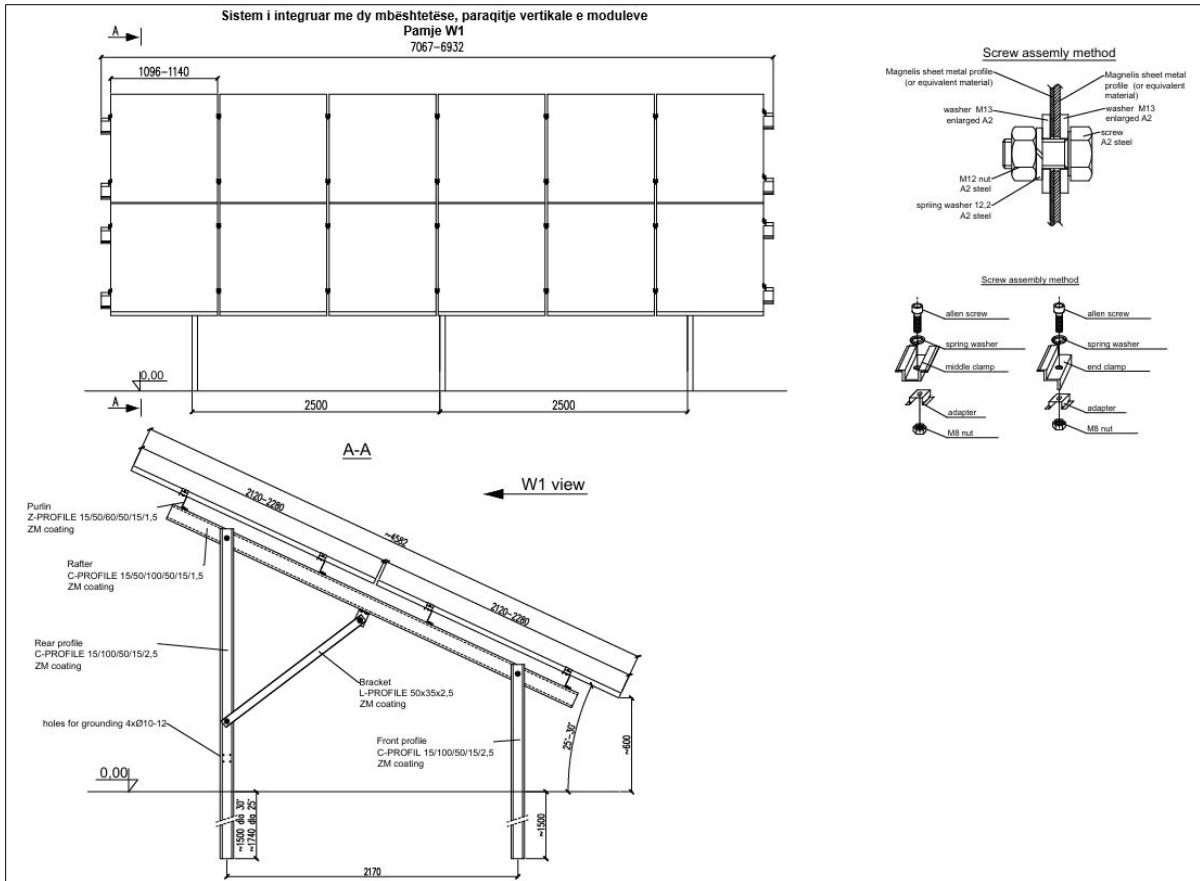 Sistem i integruar me dy mbështetëse, paraqitje vertikale e moduleve
Pamje W1
A
7067–6932
1096–1140
0,00
A
2500
2500
Screw assemly method
Magnelis sheet metal profile
(or equivalent material)
Magnelis sheet metal
profile (or equivalent
material)
washer M13
enlarged A2
washer M13
enlarged A2
screw
A2 steel
M12 nut
A2 steel
spriing washer 12,2
A2 steel
Screw assembly method
allen screw
spring washer
middle clamp
adapter
M8 nut
allen screw
spring washer
end clamp
adapter
M8 nut
A-A
W1 view
2120–2280
~4582
2120–2280
Purlin
Z-PROFILE 15/50/60/50/15/1,5
ZM coating
Rafter
C-PROFILE 15/50/100/50/15/1,5
ZM coating
Rear profile
C-PROFILE 15/100/50/15/2,5
ZM coating
Bracket
L-PROFILE 50x35x2,5
ZM coating
holes for grounding 4xØ10-12
Front profile
C-PROFIL 15/100/50/15/2,5
ZM coating
25°-30°
~600
0,00
~1500 dla 30°
~1740 dla 25°
~1500
2170